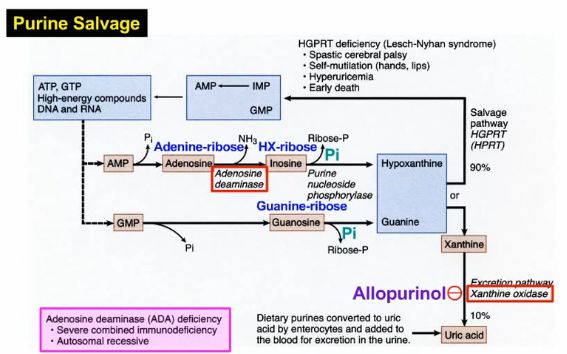 Purine Salvage
HGPRT deficiency (Lesch-Nyhan syndrome)
• Spastic cerebral palsy
• Self-mutilation (hands, lips)
• Hyperuricemia
• Early death
ATP, GTP
High-energy compounds
DNA and RNA
AMP IMP
GMP
Salvage
pathway
HGPRT
(HPRT)
90%
Pi Adenine-ribose NH3 HX-ribose Ribose-P
Pi
AMP Adenosine Inosine Hypoxanthine
Adenosine
deaminase
Purine
nucleoside
phosphorylase
or
Guanine-ribose
GMP Guanosine Pi Guanine
Pi Ribose-P
Xanthine
Allopurinol
Excretion pathway
Xanthine oxidase
10%
Adenosine deaminase (ADA) deficiency
• Severe combined immunodeficiency
• Autosomal recessive
Dietary purines converted to uric
acid by enterocytes and added to
the blood for excretion in the urine.
Uric acid